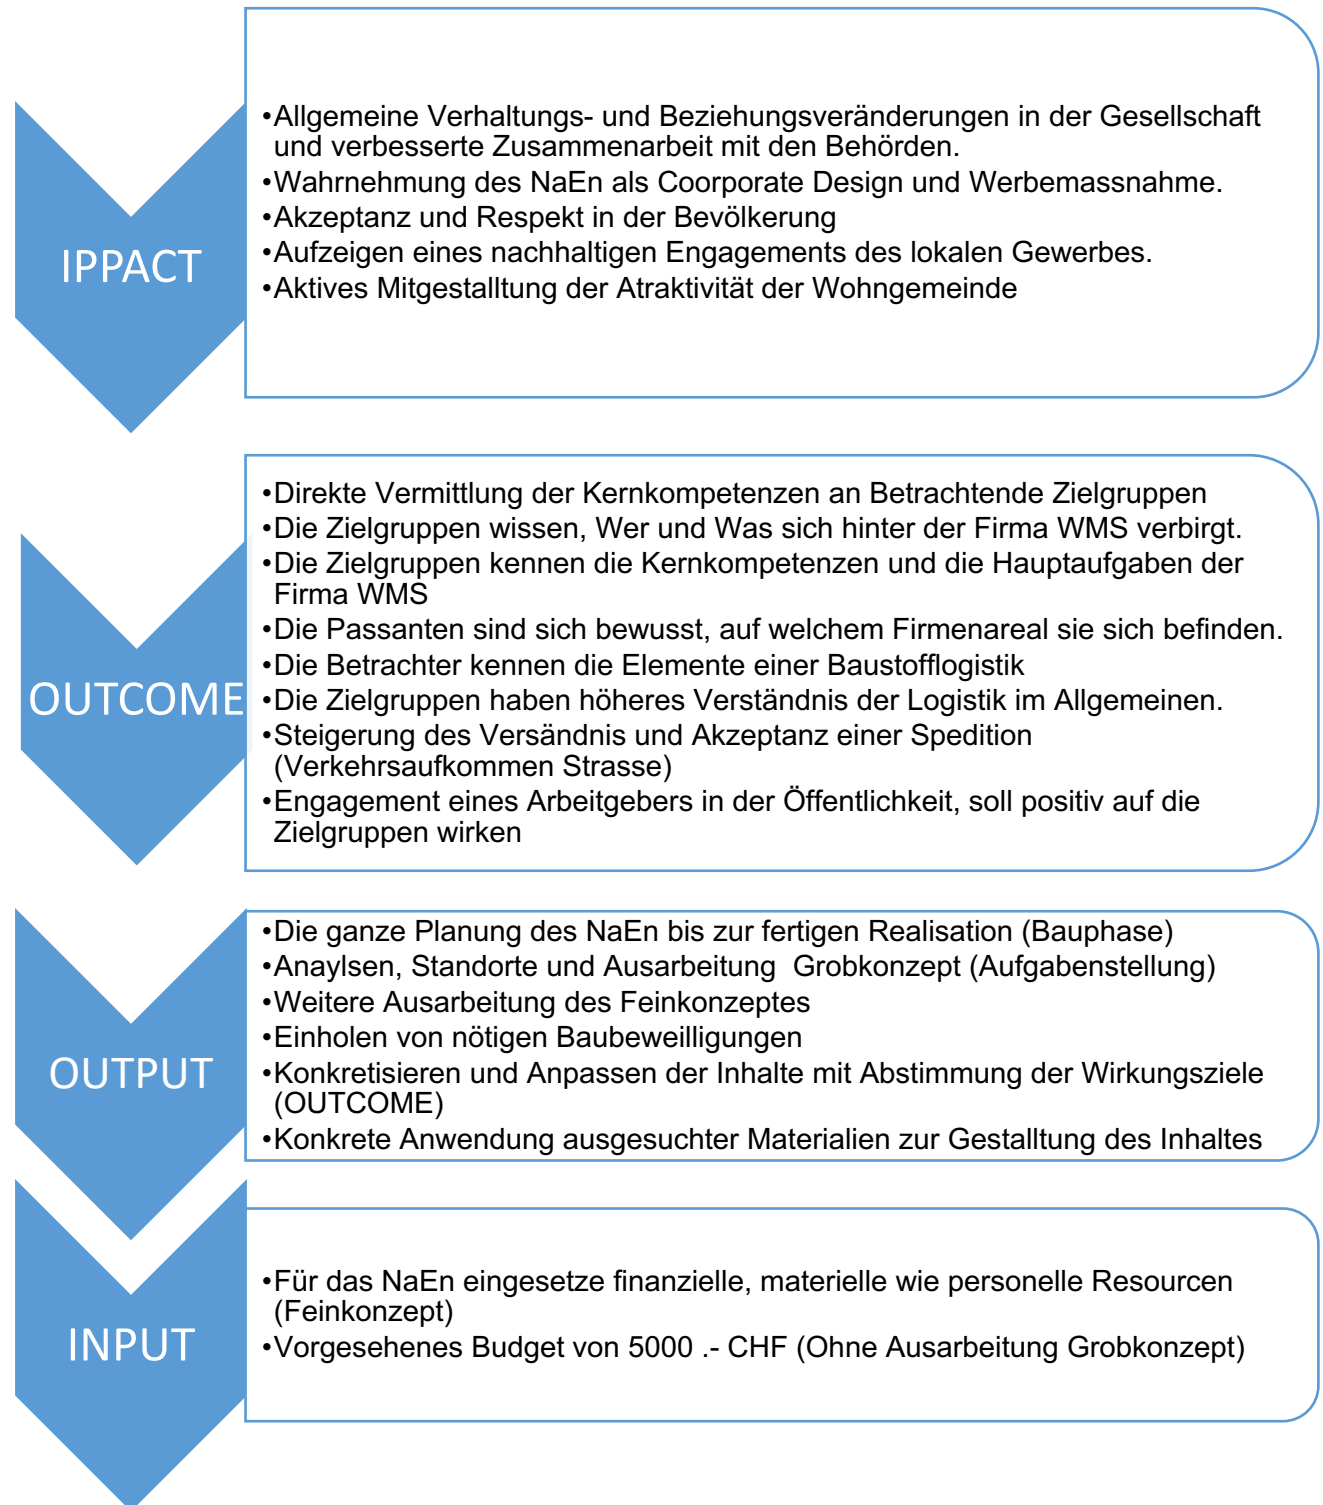 IPPACT
•Allgemeine Verhaltungs- und Beziehungsveränderungen in der Gesellschaft
und verbesserte Zusammenarbeit mit den Behörden.
•Wahrnehmung des NaEn als Coorporate Design und Werbemassnahme.
•Akzeptanz und Respekt in der Bevölkerung
•Aufzeigen eines nachhaltigen Engagements des lokalen Gewerbes.
•Aktives Mitgestalltung der Atraktivität der Wohngemeinde
OUTCOME
•Direkte Vermittlung der Kernkompetenzen an Betrachtende Zielgruppen
•Die Zielgruppen wissen, Wer und Was sich hinter der Firma WMS verbirgt.
•Die Zielgruppen kennen die Kernkompetenzen und die Hauptaufgaben der
Firma WMS
•Die Passanten sind sich bewusst, auf welchem Firmenareal sie sich befinden.
•Die Betrachter kennen die Elemente einer Baustofflogistik
•Die Zielgruppen haben höheres Verständnis der Logistik im Allgemeinen.
•Steigerung des Versändnis und Akzeptanz einer Spedition
(Verkehrsaufkommen Strasse)
•Engagement eines Arbeitgebers in der Öffentlichkeit, soll positiv auf die
Zielgruppen wirken
OUTPUT
•Die ganze Planung des NaEn bis zur fertigen Realisation (Bauphase)
•Anaylsen, Standorte und Ausarbeitung  Grobkonzept (Aufgabenstellung)
•Weitere Ausarbeitung des Feinkonzeptes
•Einholen von nötigen Baubeweilligungen
•Konkretisieren und Anpassen der Inhalte mit Abstimmung der Wirkungsziele
(OUTCOME)
•Konkrete Anwendung ausgesuchter Materialien zur Gestalltung des Inhaltes
INPUT
•Für das NaEn eingesetze finanzielle, materielle wie personelle Resourcen
(Feinkonzept)
•Vorgesehenes Budget von 5000 .- CHF (Ohne Ausarbeitung Grobkonzept)